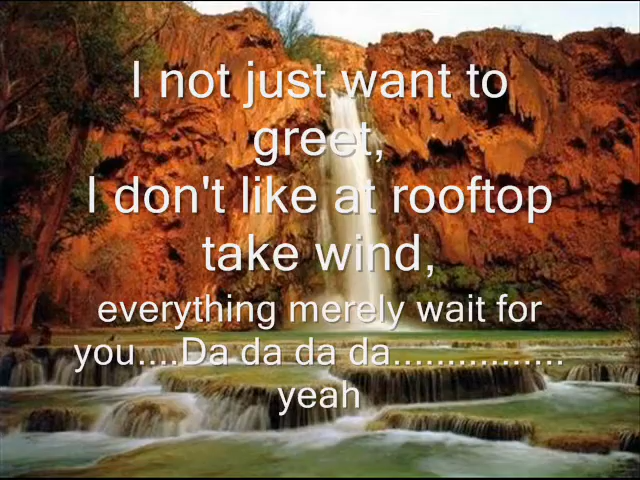 I not just want to
greet,
I don't like at rooftop
take wind,
everything merely wait for
you....Da da da da................
yeah